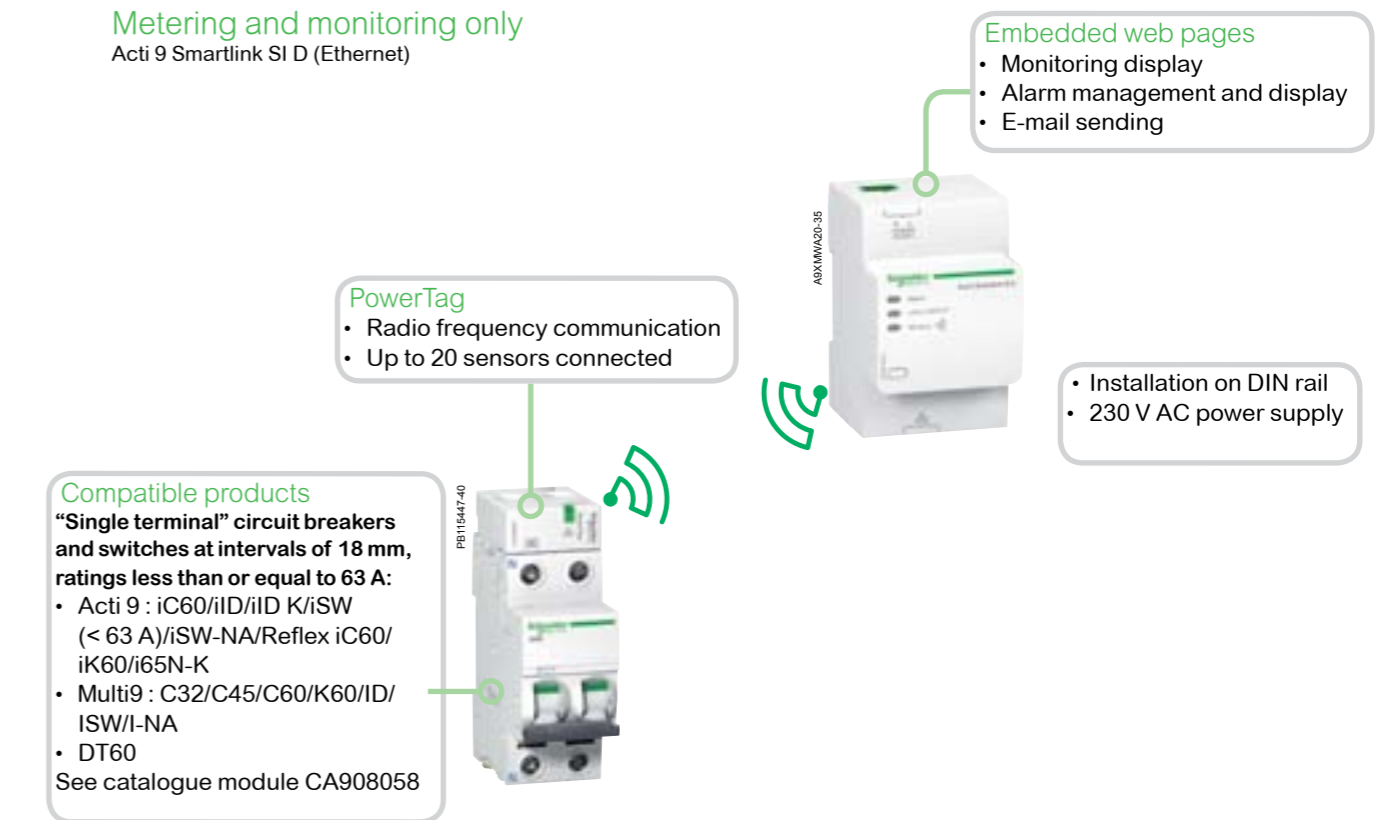 Metering and monitoring only
Acti 9 Smartlink SI D (Ethernet)
Embedded web pages
• Monitoring display
• Alarm management and display
• E-mail sending
A9XMWA20-35
PowerTag
• Radio frequency communication
• Up to 20 sensors connected
• Installation on DIN rail
• 230 V AC power supply
Compatible products
“Single terminal” circuit breakers
and switches at intervals of 18 mm,
ratings less than or equal to 63 A:
• Acti 9 : iC60/iID/iID K/iSW
(< 63 A)/iSW-NA/Reflex iC60/
iK60/i65N-K
• Multi9 : C32/C45/C60/K60/ID/
ISW/I-NA
• DT60
See catalogue module CA908058
PB115447-40